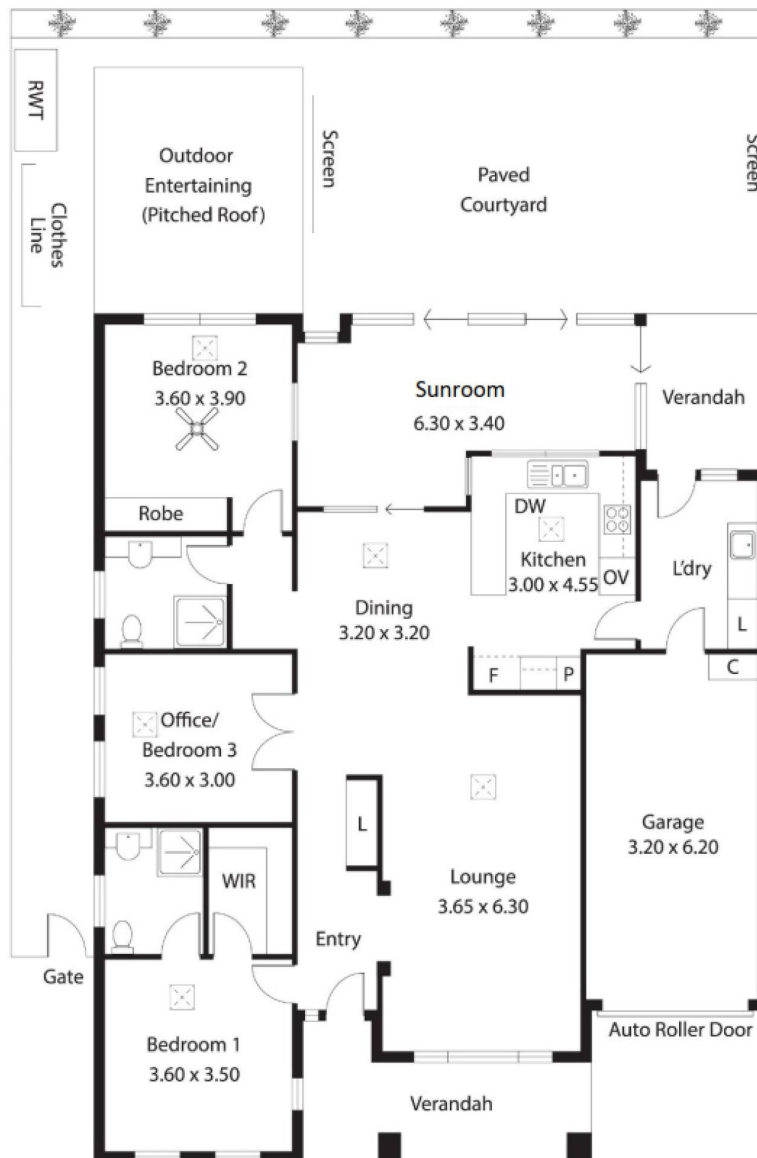 RWT
Clothes
Line
Outdoor
Entertaining
(Pitched Roof)
Screen
Paved
Courtyard
Screen
Bedroom 2
3.60 x 3.90
Robe
Sunroom
6.30 x 3.40
Verandah
DW
Kitchen
3.00 x 4.55
OV
L'dry
L
Dining
3.20 x 3.20
F
P
C
Office/
Bedroom 3
3.60 x 3.00
L
Garage
3.20 x 6.20
WIR
Lounge
3.65 x 6.30
Entry
Gate
Auto Roller Door
Bedroom 1
3.60 x 3.50
Verandah